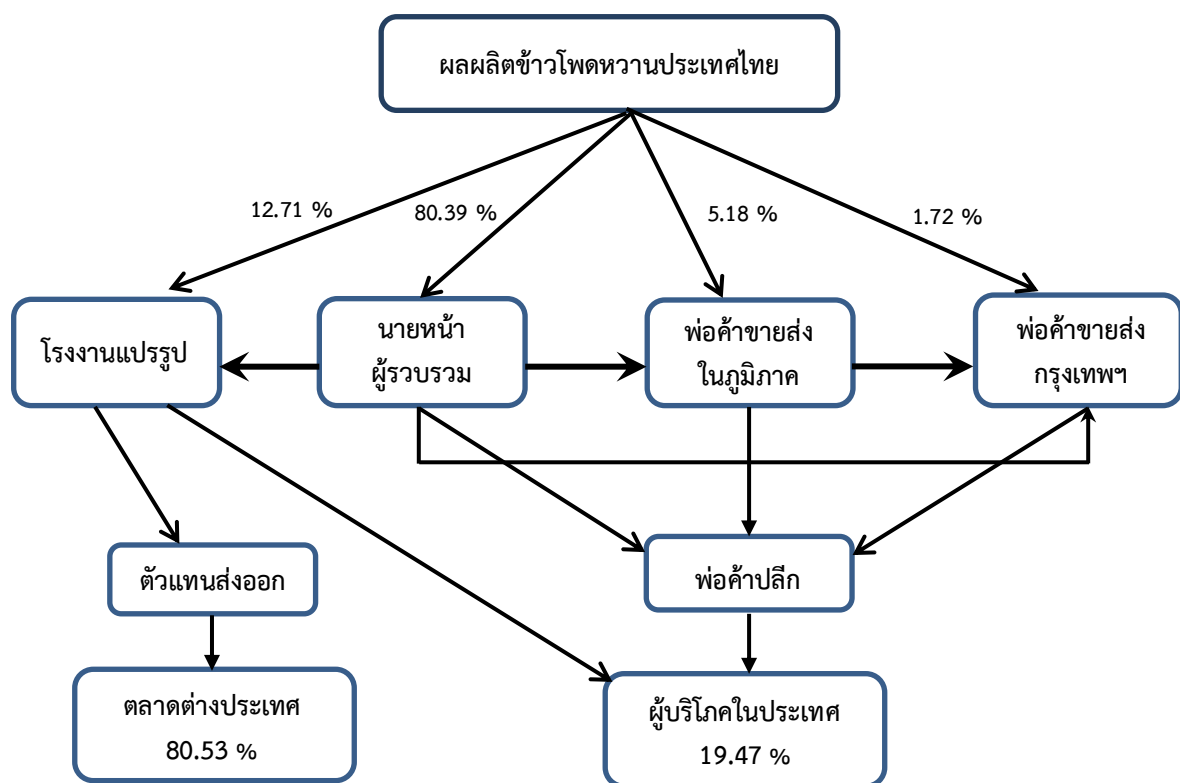 ผลผลิตข้าวโพดหวานประเทศไทย
12.71 %
80.39 %
5.18 %
1.72 %
โรงงานแปรรูป
นายหน้า
ผู้รวบรวม
พ่อค้าขายส่ง
ในภูมิภาค
พ่อค้าขายส่ง
กรุงเทพฯ
ตัวแทนส่งออก
พ่อค้าปลีก
ตลาดต่างประเทศ
80.53 %
ผู้บริโภคในประเทศ
19.47 %